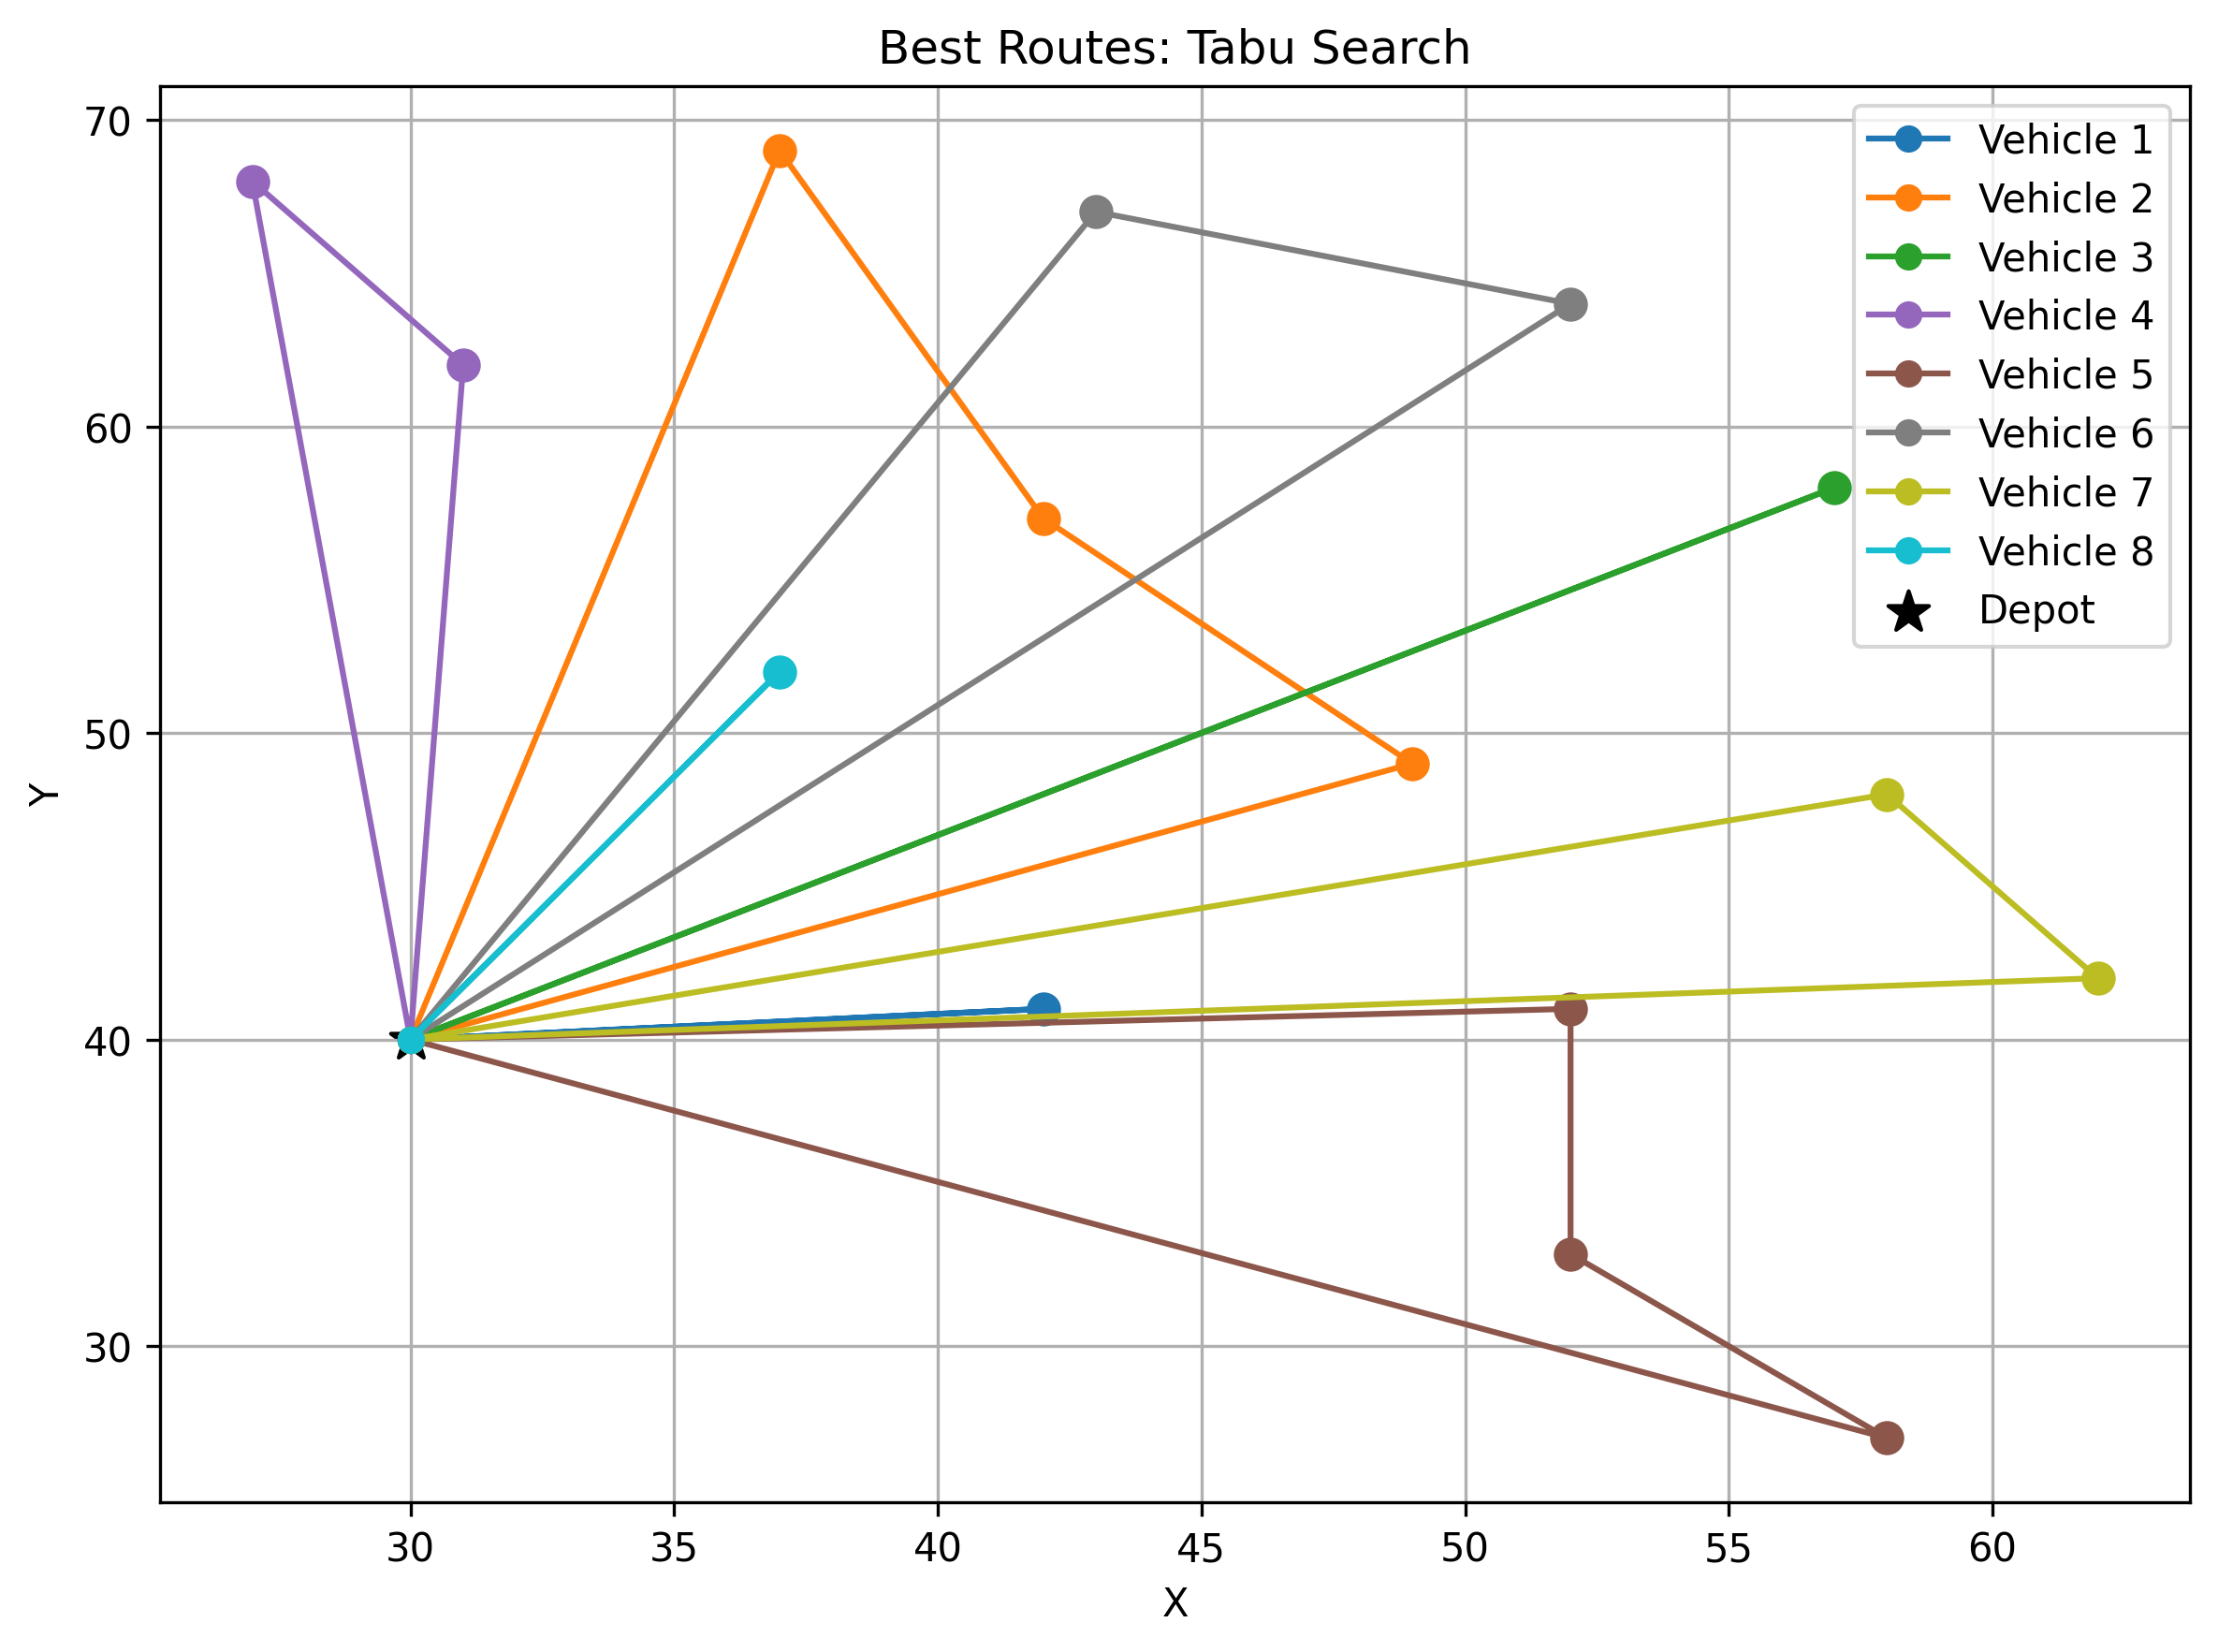 Best Routes: Tabu Search
70
60
50
40
30
Y
30 35 40 45 50 55 60
X
Vehicle 1
Vehicle 2
Vehicle 3
Vehicle 4
Vehicle 5
Vehicle 6
Vehicle 7
Vehicle 8
Depot